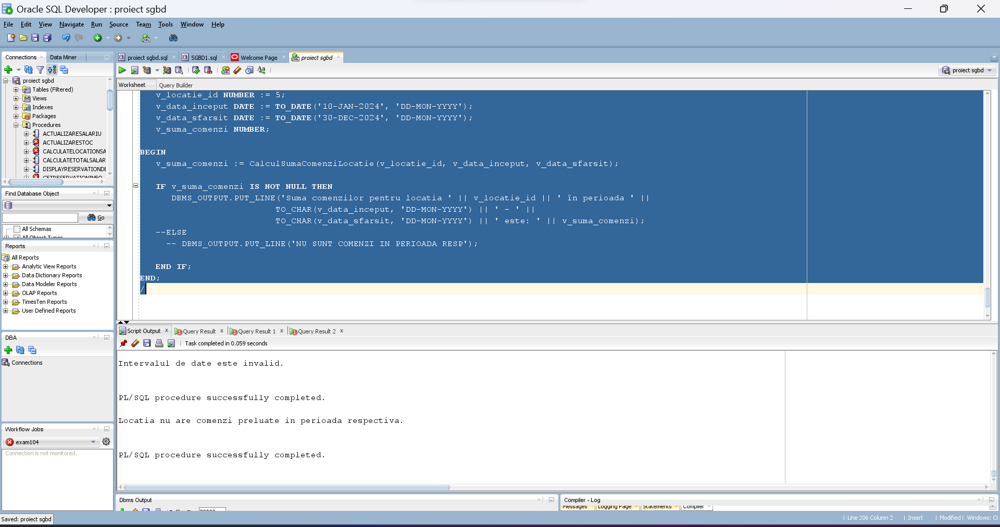 Oracle SQL Developer : proiect sgbd
File Edit View Navigate Run Source Team Tools Window Help
Connections
Data Miner
proiect sgbd
Tables (Filtered)
Views
Indexes
Packages
Procedures
ACTUALIZARESALARIU
ACTUALIZARESTOC
CALCULATELOCATIONSA
CALCULATETOTALSALAR
DISPLAYRESERVATIONDE
GETRESERVATIONINFO
Find Database Object
Go
All Schemas
All Object Types
Reports
All Reports
Analytic View Reports
Data Dictionary Reports
Data Modeler Reports
OLAP Reports
TimesTen Reports
User Defined Reports
DBA
Connections
Workflow Jobs
exam104
Connection is not monitored.
proiect sgbd.sql
SGBD1.sql
Welcome Page
proiect sgbd
proiect sgbd
Worksheet Query Builder
v_locatie_id NUMBER := 5;
v_data_inceput DATE := TO_DATE('10-JAN-2024', 'DD-MON-YYYY');
v_data_sfarsit DATE := TO_DATE('30-DEC-2024', 'DD-MON-YYYY');
v_suma_comenzi NUMBER;
BEGIN
v_suma_comenzi := CalculSumaComenziLocatie(v_locatie_id, v_data_inceput, v_data_sfarsit);
IF v_suma_comenzi IS NOT NULL THEN
DBMS_OUTPUT.PUT_LINE('Suma comenzilor pentru locatia ' || v_locatie_id || ' în perioada ' ||
TO_CHAR(v_data_inceput, 'DD-MON-YYYY') || ' - ' ||
TO_CHAR(v_data_sfarsit, 'DD-MON-YYYY') || ' este: ' || v_suma_comenzi);
--ELSE
-- DBMS_OUTPUT.PUT_LINE('NU SUNT COMENZI IN PERIOADA RESP');
END IF;
END;
/
Script Output
Query Result
Query Result 1
Query Result 2
Task completed in 0.059 seconds
Intervalul de date este invalid.
PL/SQL procedure successfully completed.
Locatia nu are comenzi preluate in perioada respectiva.
PL/SQL procedure successfully completed.
Dbms Output
Compiler - Log
Messages
Logging Page
Statements
Compiler
Saved: proiect sgbd
Line 206 Column 2
Insert
Modified
Windows: Cl